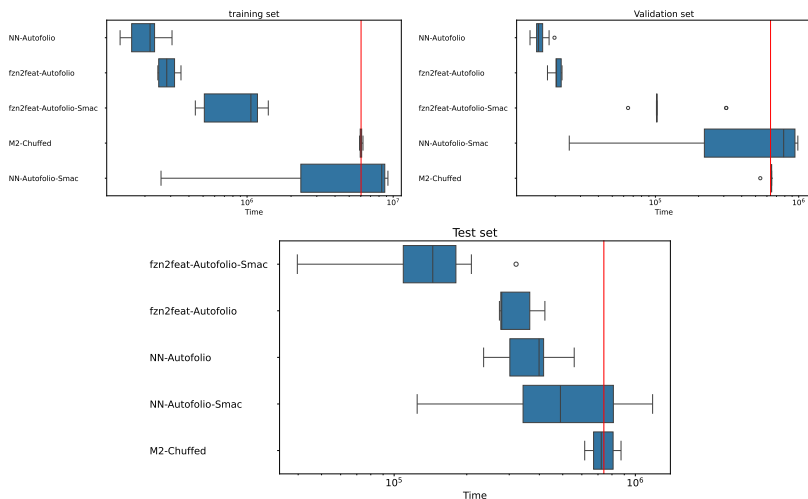 training set
NN-Autofolio
fzn2feat-Autofolio
fzn2feat-Autofolio-Smac
M2-Chuffed
NN-Autofolio-Smac
10⁶
10⁷
Time
Validation set
NN-Autofolio
fzn2feat-Autofolio
fzn2feat-Autofolio-Smac
NN-Autofolio-Smac
M2-Chuffed
10⁵
10⁶
Time
Test set
fzn2feat-Autofolio-Smac
fzn2feat-Autofolio
NN-Autofolio
NN-Autofolio-Smac
M2-Chuffed
10⁵
10⁶
Time